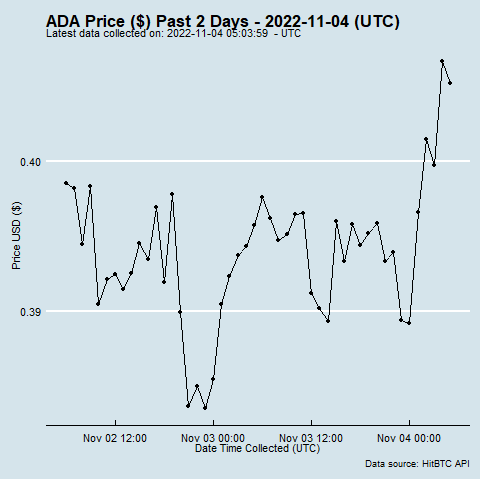 ADA Price ($) Past 2 Days - 2022-11-04 (UTC)
Latest data collected on: 2022-11-04 05:03:59 - UTC
0.40
Price USD ($)
0.39
Nov 02 12:00 Nov 03 00:00 Nov 03 12:00 Nov 04 00:00
Date Time Collected (UTC)
Data source: HitBTC API